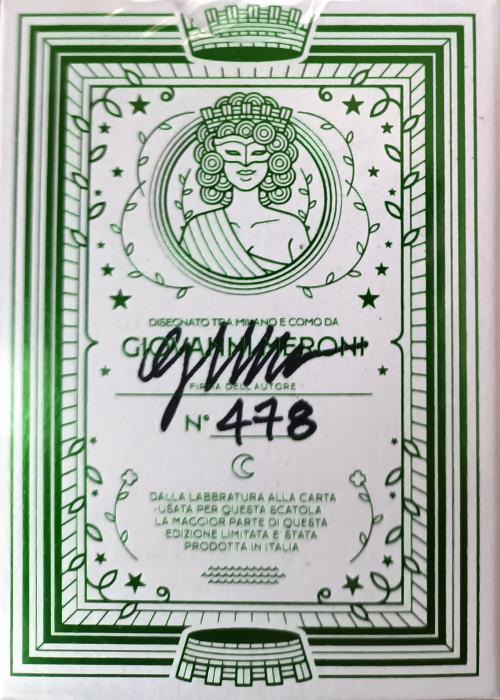 DISEGNATO TRA MILANO E COMO DA
GIOVANNI MERONI
FIRMA DELL'AUTORE
N° 478
DALLA LABBRATURA ALLA CARTA
USATA PER QUESTA SCATOLA
LA MAGGIOR PARTE DI QUESTA
EDIZIONE LIMITATA E STATA
PRODOTTA IN ITALIA